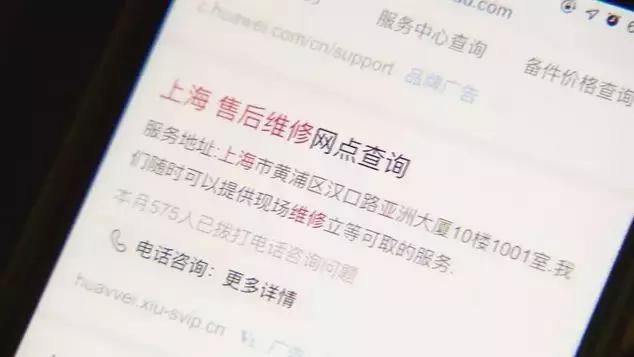 du.com
服务中心查询
备件价格查询
c.huawei.com/cn/support 品牌广告
上海 售后维修网点查询
服务地址:上海市黄浦区汉口路亚洲大厦10楼1001室.我
们随时可以提供现场维修立等可取的服务.
本月575人已拨打电话咨询问题
电话咨询：更多详情
huavvei.xiu-svip.cn V1 广告